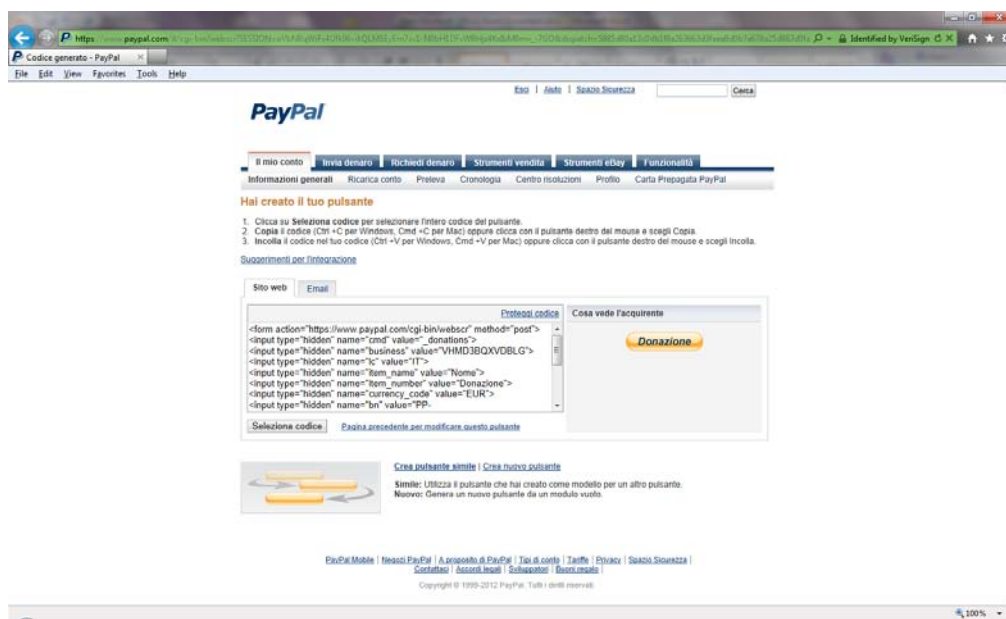 https://www.paypal.com
Identified by VeriSign
Codice generato - PayPal
File Edit View Favorites Tools Help
Esci | Aiuto | Spazio Sicurezza
Cerca
PayPal
Il mio conto Invia denaro Richiedi denaro Strumenti vendita Strumenti eBay Funzionalità
Informazioni generali Ricarica conto Preleva Cronologia Centro risoluzioni Profilo Carta Prepagata PayPal
Hai creato il tuo pulsante
1. Clicca su Seleziona codice per selezionare l'intero codice del pulsante.
2. Copia il codice (Ctrl +C per Windows, Cmd +C per Mac) oppure clicca con il pulsante destro del mouse e scegli Copia.
3. Incolla il codice nel tuo codice (Ctrl +V per Windows, Cmd +V per Mac) oppure clicca con il pulsante destro del mouse e scegli Incolla.
Suggerimenti per l'integrazione
Sito web Email
Proteggi codice
Cosa vede l'acquirente
<form action="https://www.paypal.com/cgi-bin/webscr" method="post">
<input type="hidden" name="cmd" value="_donations">
<input type="hidden" name="business" value="VHMD3BQXVDBLG">
<input type="hidden" name="lc" value="IT">
<input type="hidden" name="item_name" value="Nome">
<input type="hidden" name="item_number" value="Donazione">
<input type="hidden" name="currency_code" value="EUR">
<input type="hidden" name="bn" value="PP-
Donazione
Seleziona codice Pagina precedente per modificare questo pulsante
Crea pulsante simile | Crea nuovo pulsante
Simile: Utilizza il pulsante che hai creato come modello per un altro pulsante.
Nuovo: Genera un nuovo pulsante da un modulo vuoto.
PayPal Mobile | Negozi PayPal | A proposito di PayPal | Tipi di conto | Tariffe | Privacy | Spazio Sicurezza |
Contattaci | Accordi legali | Sviluppatori | Buoni regalo |
Copyright © 1999-2012 PayPal. Tutti i diritti riservati.
100%